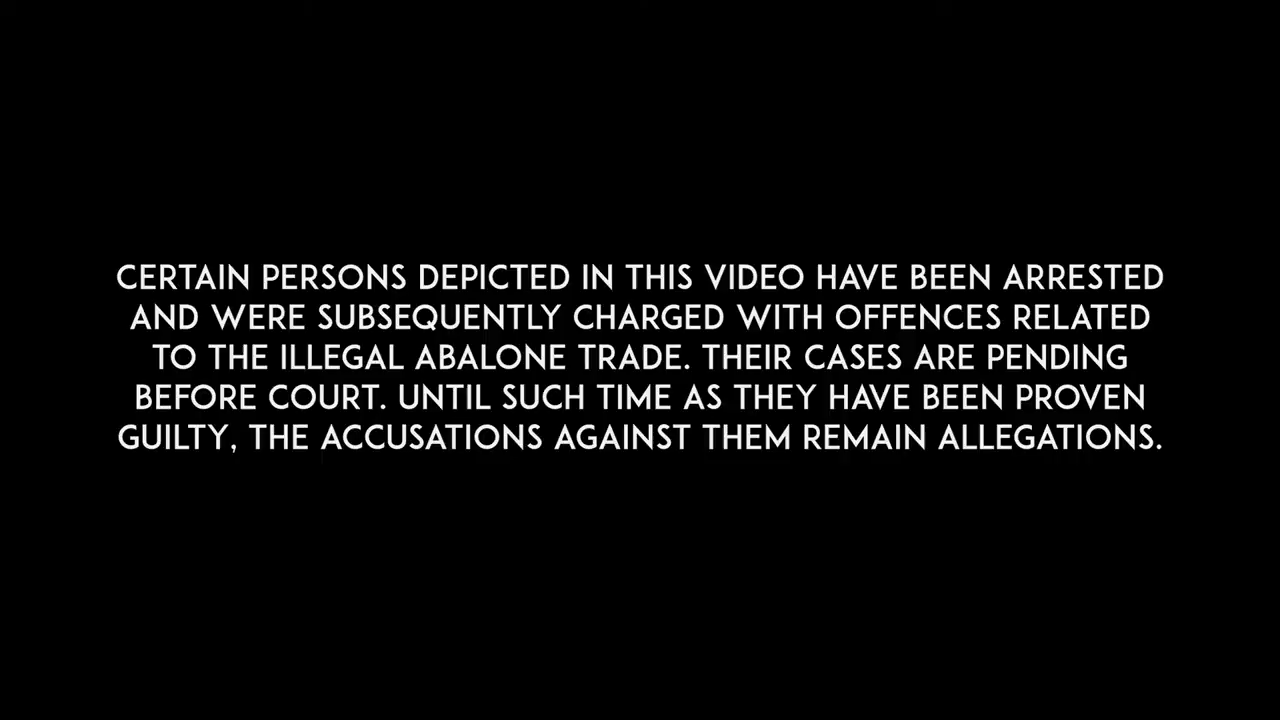 CERTAIN PERSONS DEPICTED IN THIS VIDEO HAVE BEEN ARRESTED
AND WERE SUBSEQUENTLY CHARGED WITH OFFENCES RELATED
TO THE ILLEGAL ABALONE TRADE. THEIR CASES ARE PENDING
BEFORE COURT. UNTIL SUCH TIME AS THEY HAVE BEEN PROVEN
GUILTY, THE ACCUSATIONS AGAINST THEM REMAIN ALLEGATIONS.